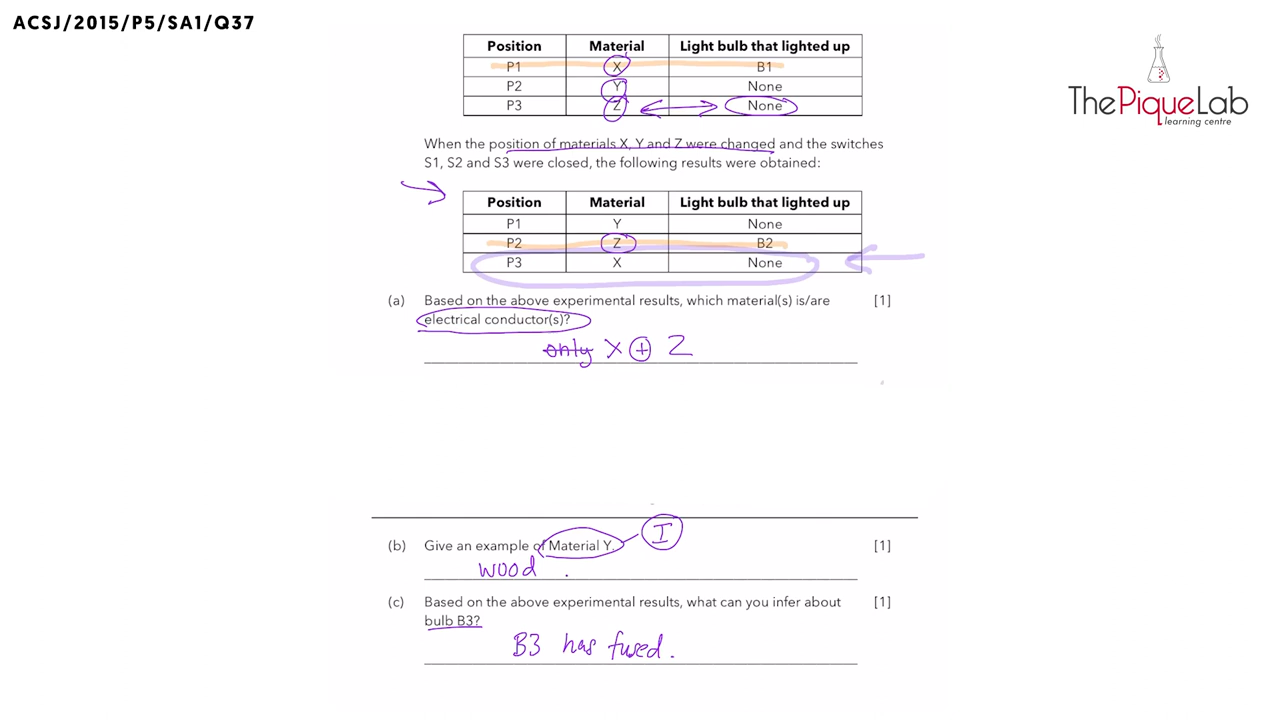 ACSJ/2015/P5/SA1/Q37
ThePiqueLab
learning centre
Position Material Light bulb that lighted up
P1 X B1
P2 Y None
P3 Z None
When the position of materials X, Y and Z were changed and the switches
S1, S2 and S3 were closed, the following results were obtained:
Position Material Light bulb that lighted up
P1 Y None
P2 Z B2
P3 X None
(a) Based on the above experimental results, which material(s) is/are [1]
electrical conductor(s)?
only X + Z
(b) Give an example of Material Y. I [1]
wood .
(c) Based on the above experimental results, what can you infer about [1]
bulb B3?
B3 has fused.